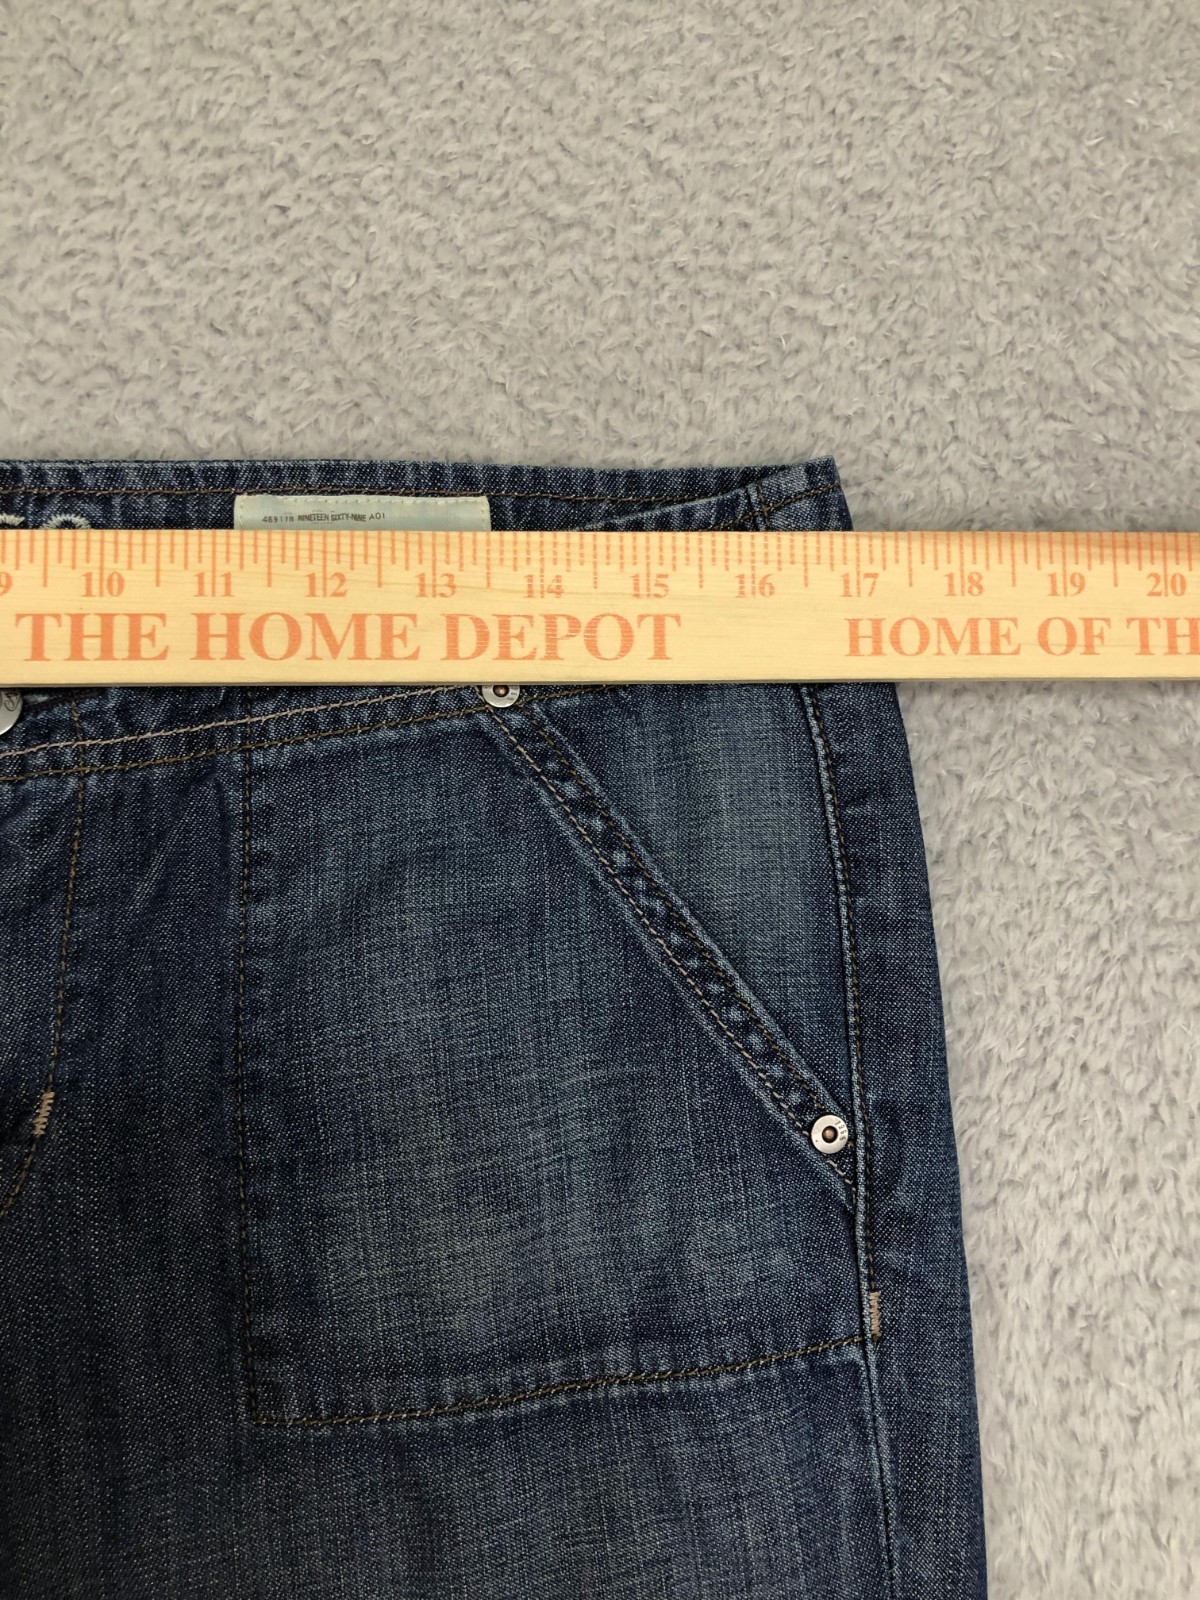 469178 NINETEEN SIXTY-NINE A01
9 10 11 12 13 14 15 16 17 18 19 20
THE HOME DEPOT HOME OF TH